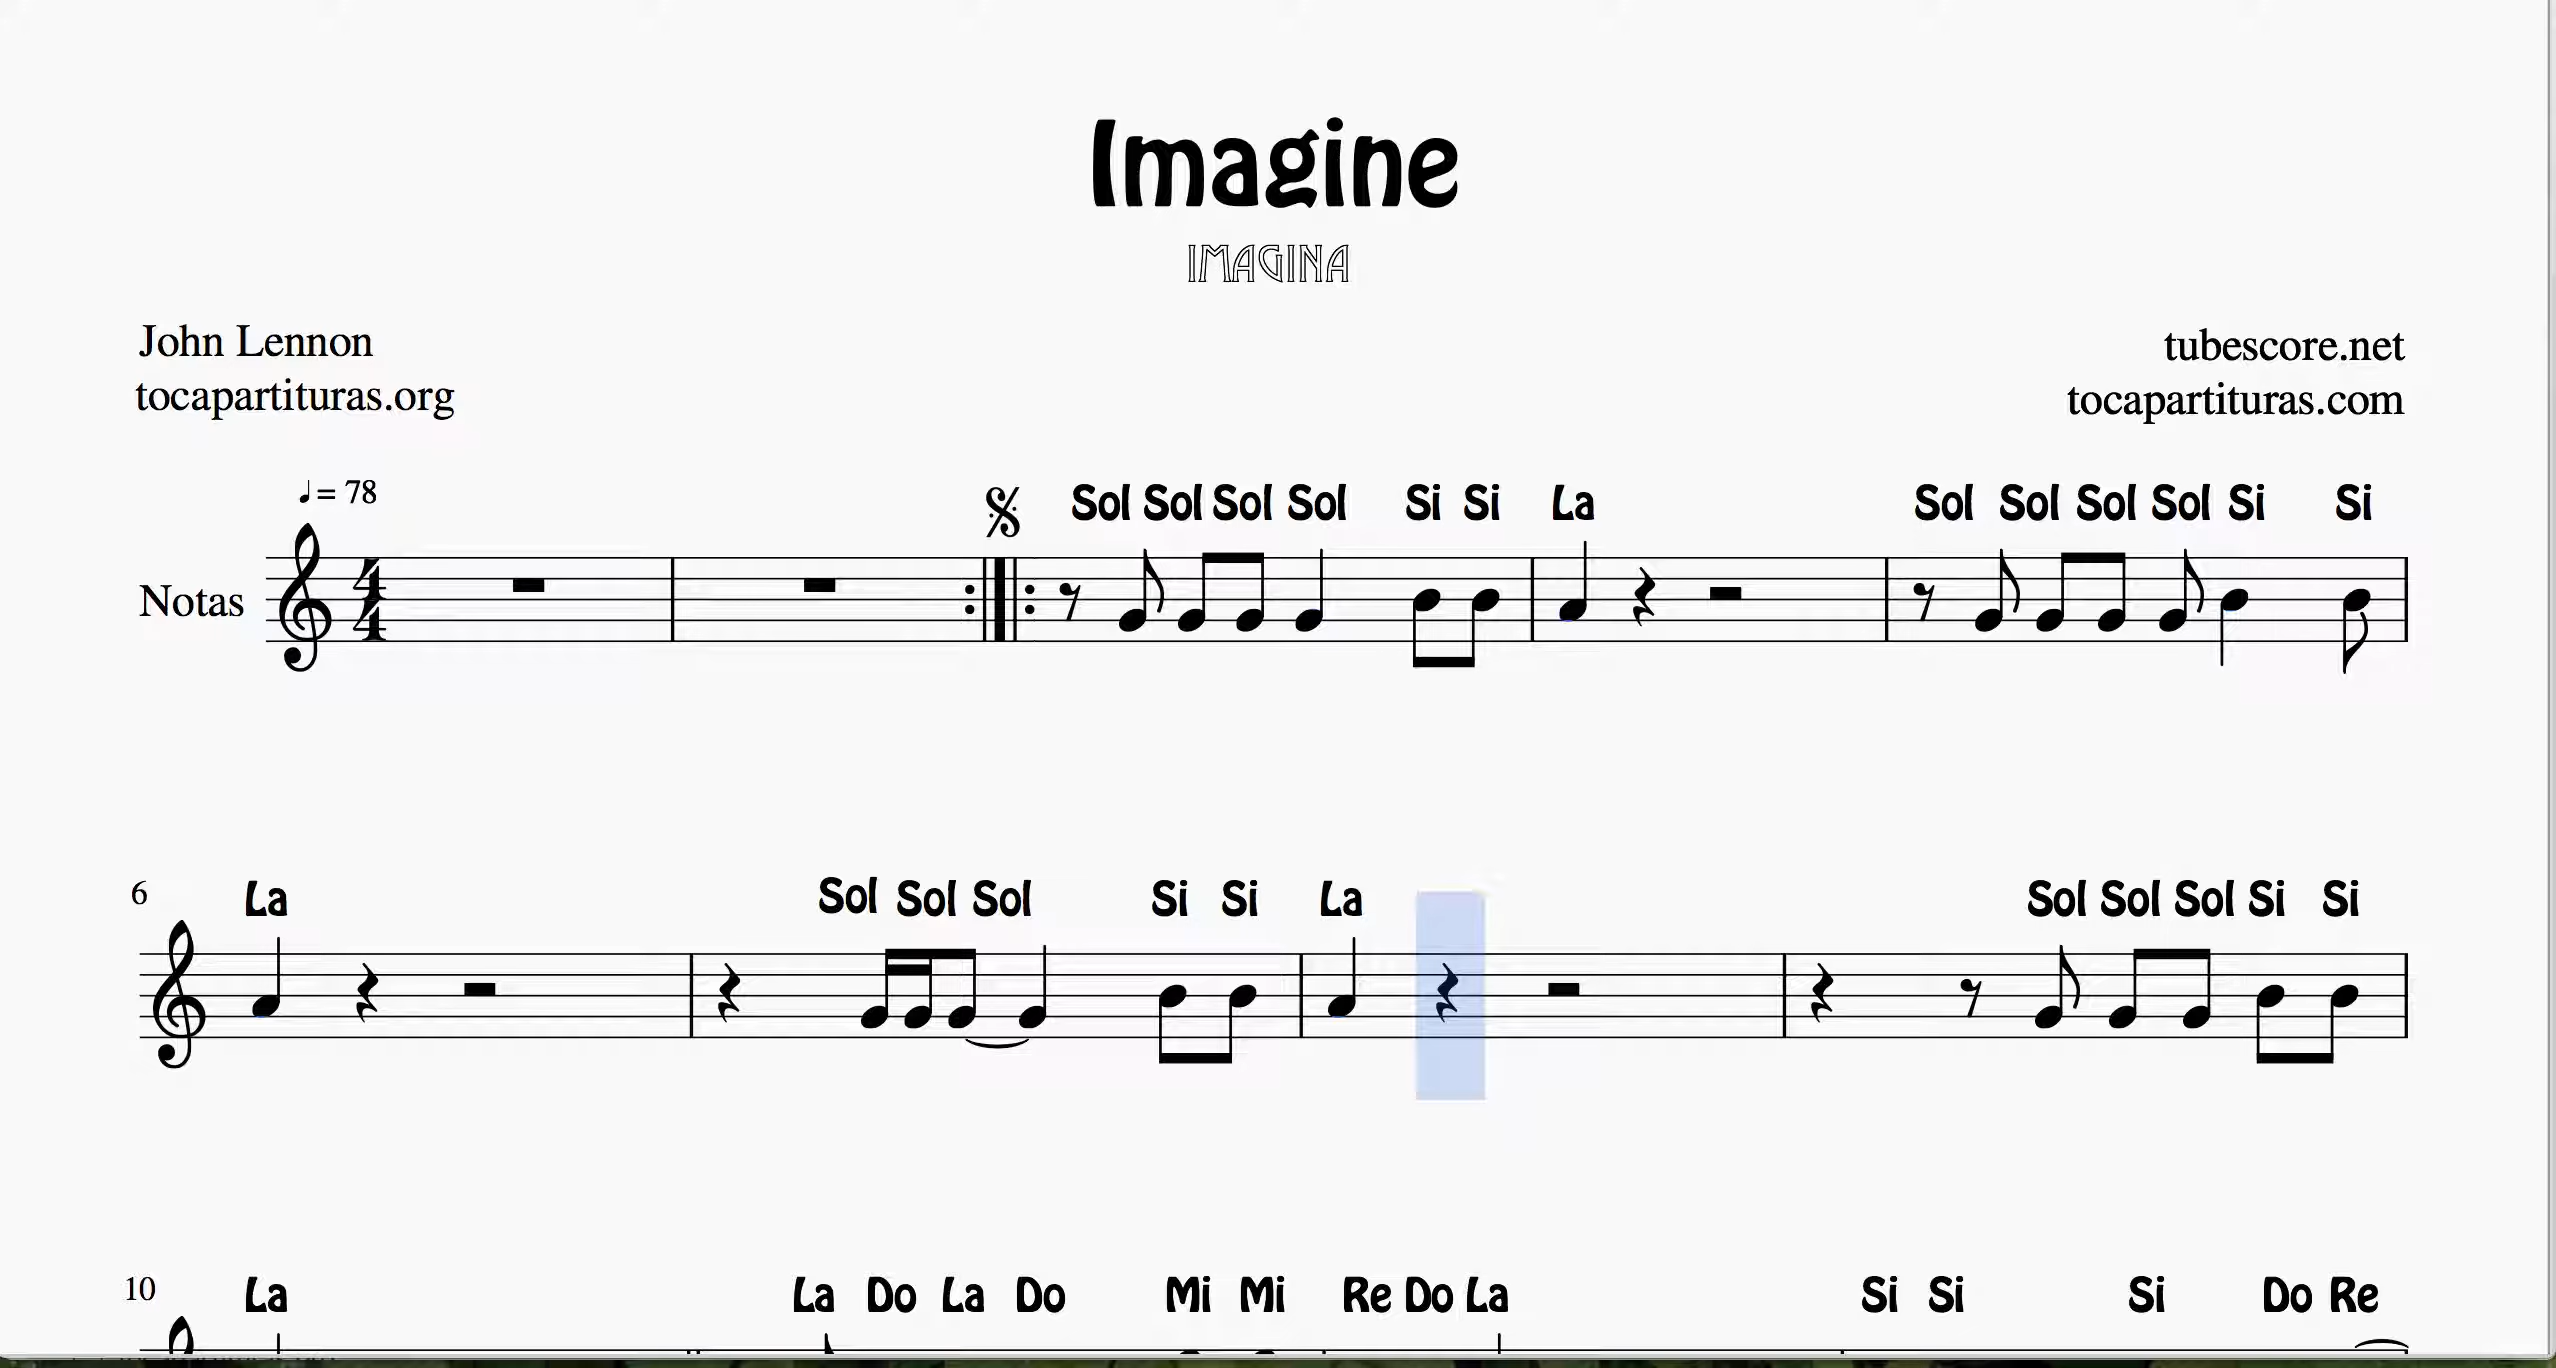 Imagine
IMAGINA
John Lennon
tubescore.net
tocapartituras.org
tocapartituras.com
= 78
Sol Sol Sol Sol Si Si La Sol Sol Sol Sol Si Si
Notas
6 La Sol Sol Sol Si Si La Sol Sol Sol Si Si
10 La La Do La Do Mi Mi Re Do La Si Si Si Do Re